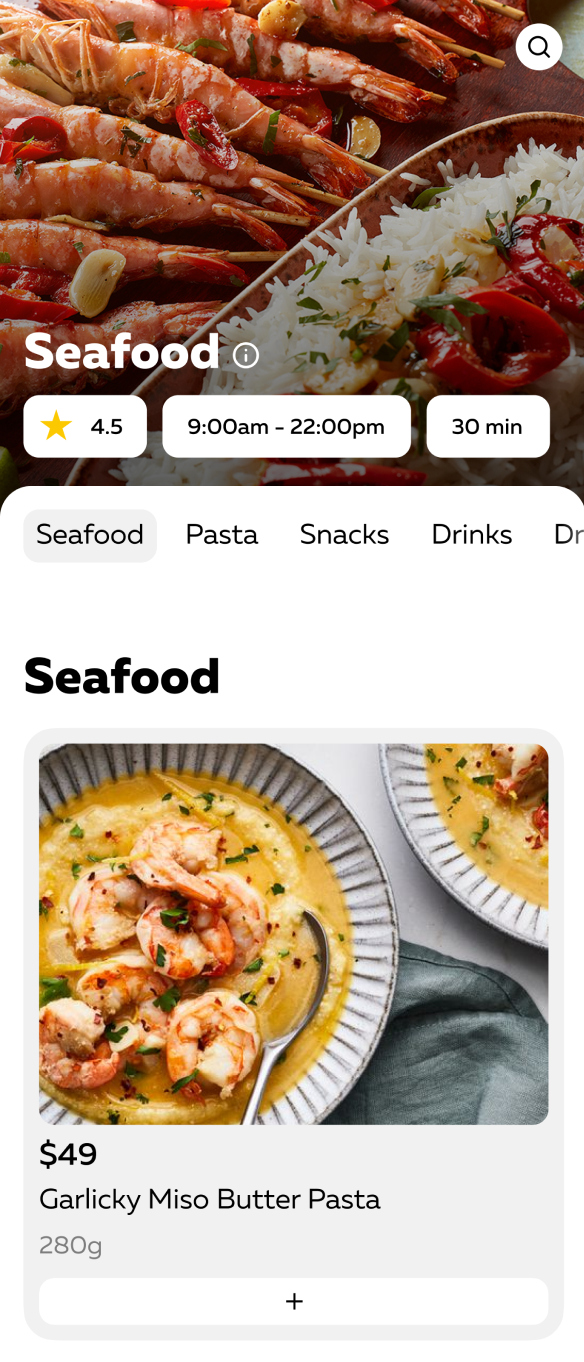 Seafood
4.5
9:00am - 22:00pm
30 min
Seafood Pasta Snacks Drinks Dr
Seafood
$49
Garlicky Miso Butter Pasta
280g
+